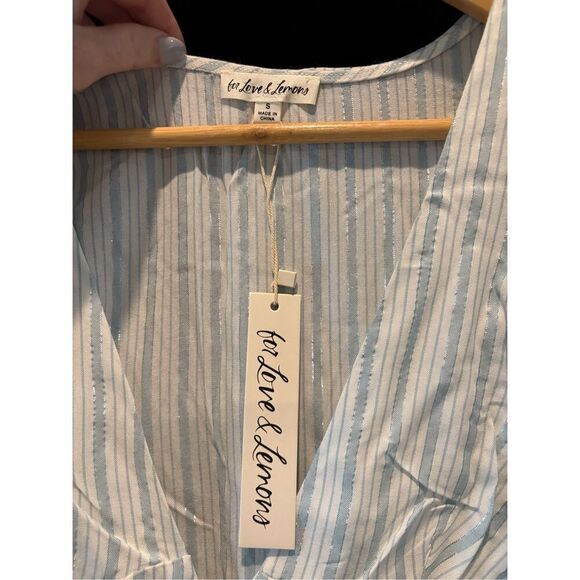 for Love & Lemons
S
MADE IN
CHINA
for Love & Lemons